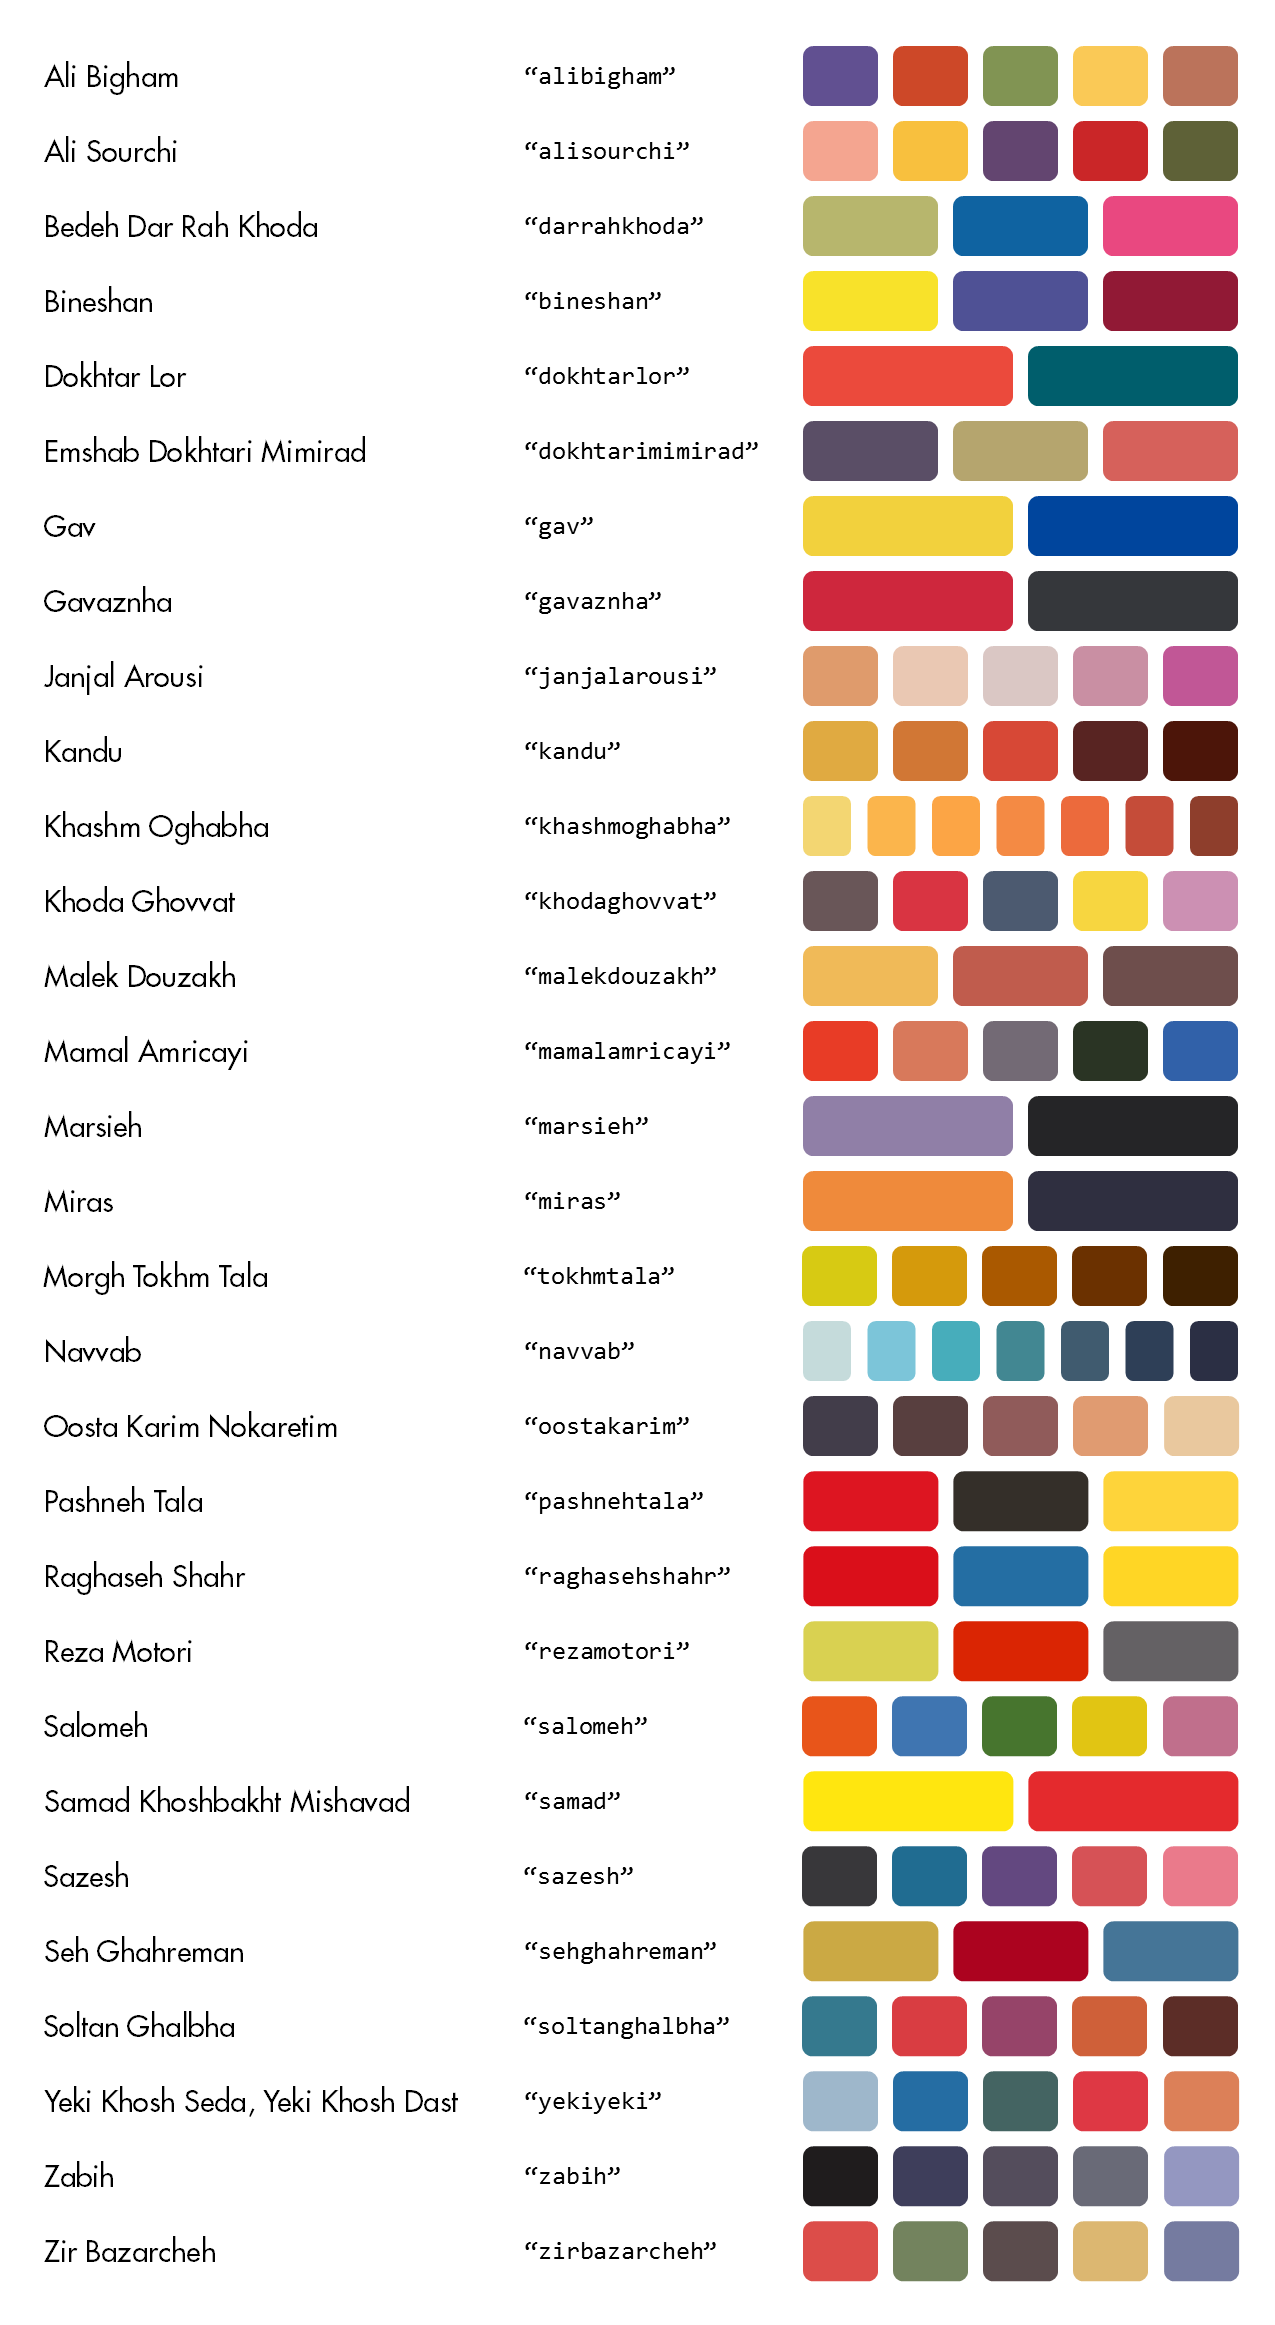 Ali Bigham “alibigham”
Ali Sourchi “alisourchi”
Bedeh Dar Rah Khoda “darrahkhoda”
Bineshan “bineshan”
Dokhtar Lor “dokhtarlor”
Emshab Dokhtari Mimirad “dokhtarimimirad”
Gav “gav”
Gavaznha “gavaznha”
Janjal Arousi “janjalarousi”
Kandu “kandu”
Khashm Oghabha “khashmoghabha”
Khoda Ghovvat “khodaghovvat”
Malek Douzakh “malekdouzakh”
Mamal Amricayi “mamalamricayi”
Marsieh “marsieh”
Miras “miras”
Morgh Tokhm Tala “tokhmtala”
Navvab “navvab”
Oosta Karim Nokaretim “oostakarim”
Pashneh Tala “pashnehtala”
Raghaseh Shahr “raghasehshahr”
Reza Motori “rezamotori”
Salomeh “salomeh”
Samad Khoshbakht Mishavad “samad”
Sazesh “sazesh”
Seh Ghahreman “sehghahreman”
Soltan Ghalbha “soltanghalbha”
Yeki Khosh Seda, Yeki Khosh Dast “yekiyeki”
Zabih “zabih”
Zir Bazarcheh “zirbazarcheh”